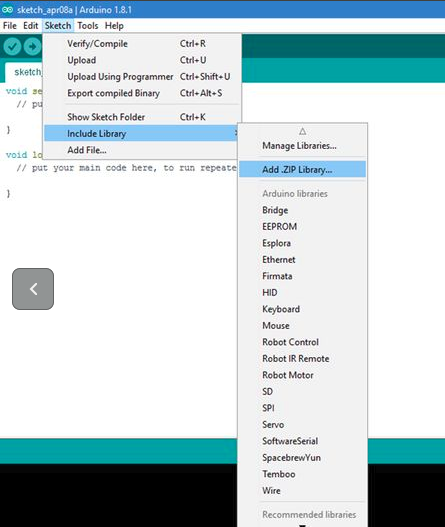 sketch_apr08a | Arduino 1.8.1
File Edit Sketch Tools Help
Verify/Compile Ctrl+R
Upload Ctrl+U
Upload Using Programmer Ctrl+Shift+U
Export compiled Binary Ctrl+Alt+S
Show Sketch Folder Ctrl+K
Include Library
Add File...
sketch_
void se
// pu
}
void lo
// put your main code here, to run repeate
}
Manage Libraries...
Add .ZIP Library...
Arduino libraries
Bridge
EEPROM
Esplora
Ethernet
Firmata
HID
Keyboard
Mouse
Robot Control
Robot IR Remote
Robot Motor
SD
SPI
Servo
SoftwareSerial
SpacebrewYun
Temboo
Wire
Recommended libraries